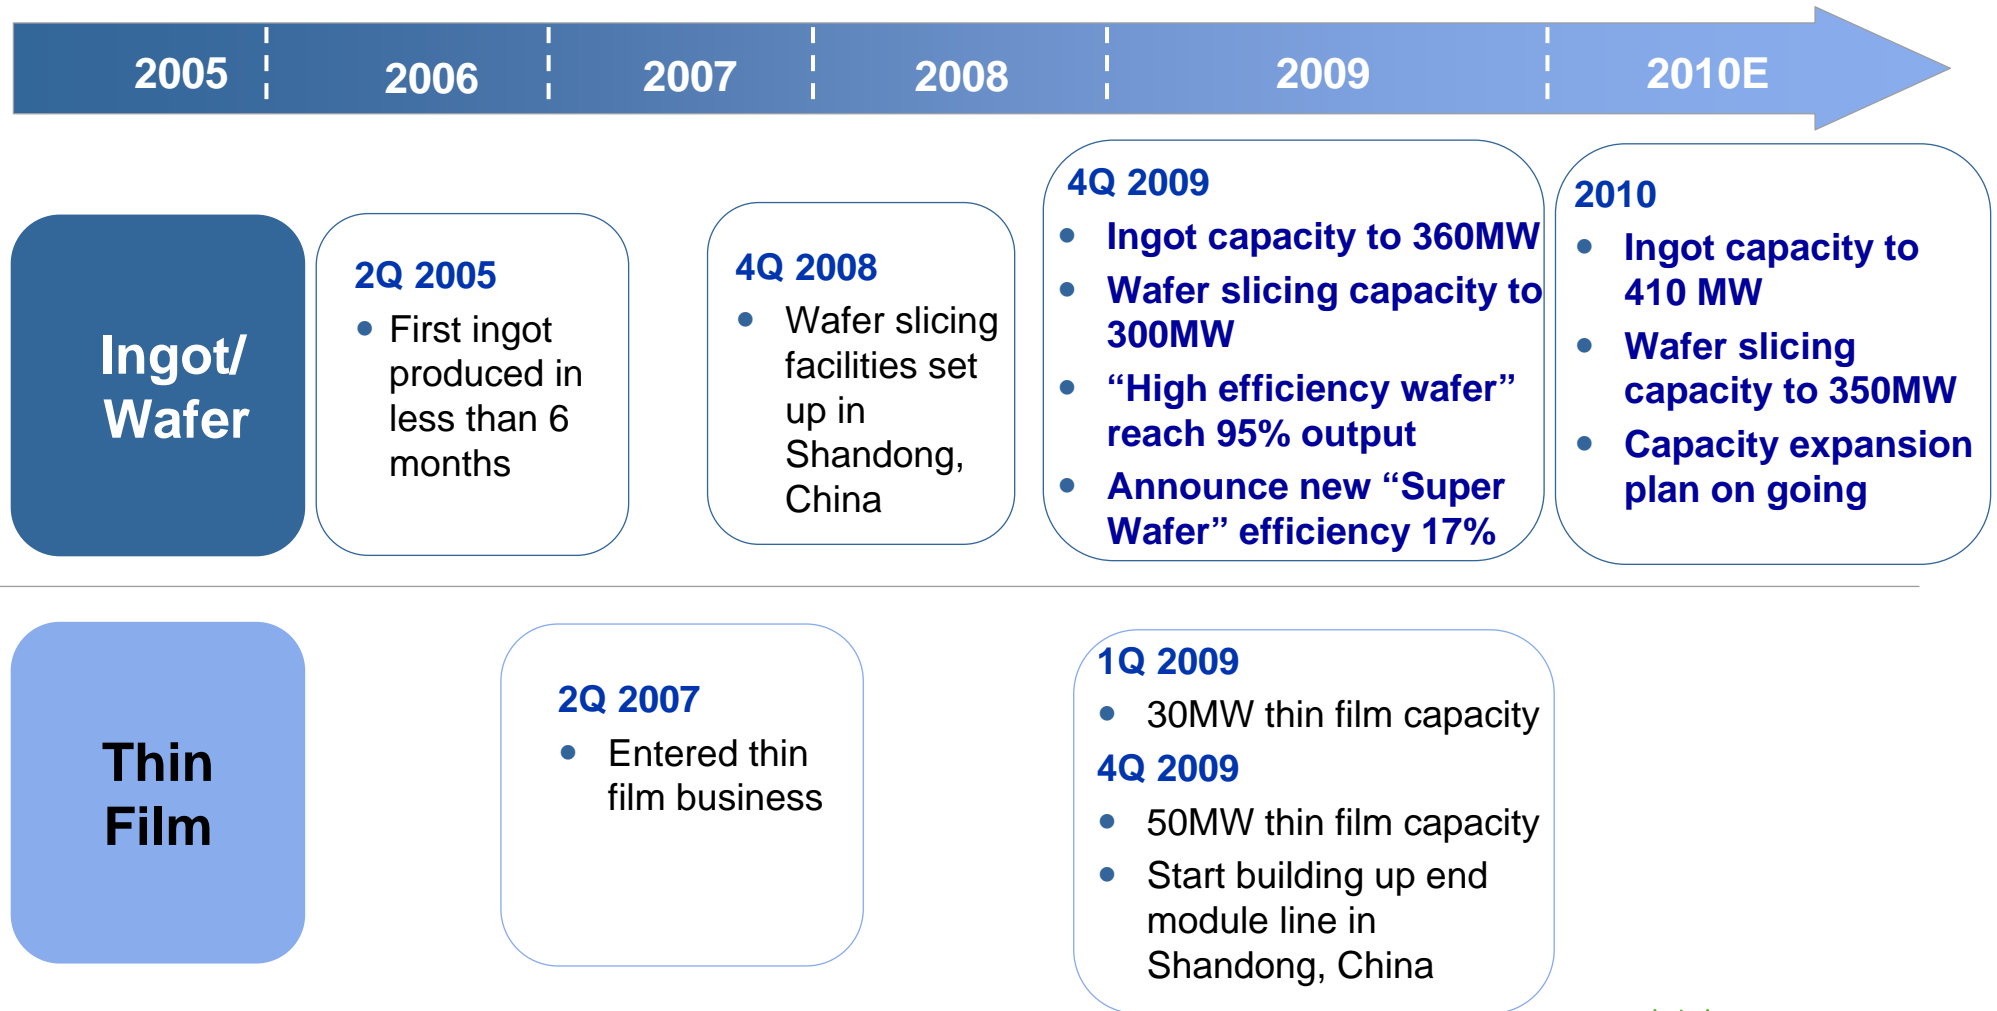 2005
2006
2007
2008
2009
2010E
Ingot/
Wafer
2Q 2005
• First ingot
produced in
less than 6
months
4Q 2008
• Wafer slicing
facilities set
up in
Shandong,
China
4Q 2009
• Ingot capacity to 360MW
• Wafer slicing capacity to
300MW
• “High efficiency wafer”
reach 95% output
• Announce new “Super
Wafer” efficiency 17%
2010
• Ingot capacity to
410 MW
• Wafer slicing
capacity to 350MW
• Capacity expansion
plan on going
Thin
Film
2Q 2007
• Entered thin
film business
1Q 2009
• 30MW thin film capacity
4Q 2009
• 50MW thin film capacity
• Start building up end
module line in
Shandong, China